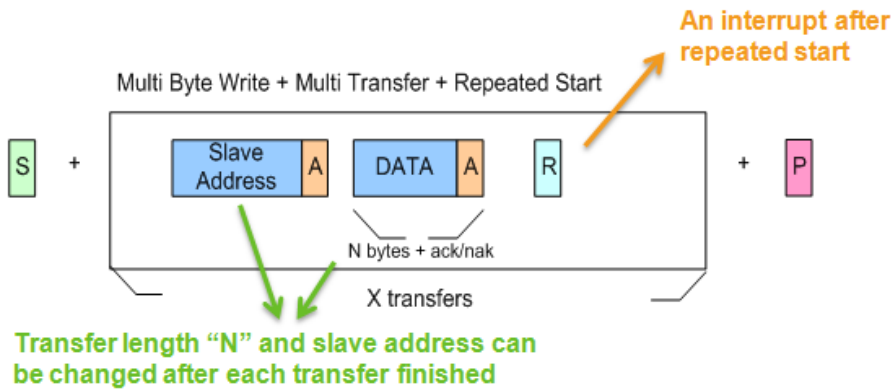 An interrupt after
repeated start
Multi Byte Write + Multi Transfer + Repeated Start
S + Slave Address A DATA A R + P
N bytes + ack/nak
X transfers
Transfer length “N” and slave address can
be changed after each transfer finished